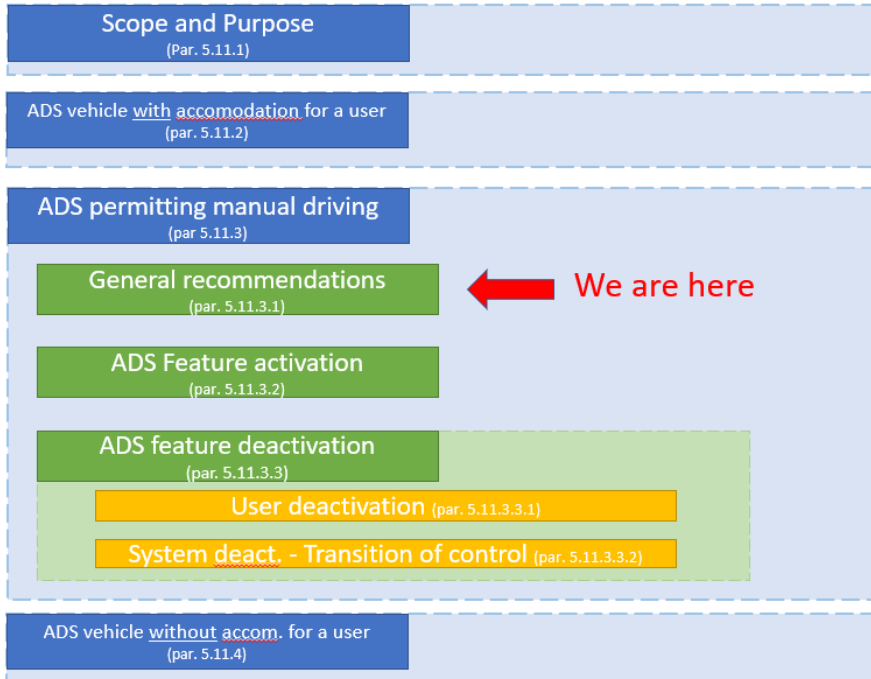 Scope and Purpose
(Par. 5.11.1)
ADS vehicle with accomodation for a user
(par. 5.11.2)
ADS permitting manual driving
(par 5.11.3)
General recommendations
(par. 5.11.3.1)
We are here
ADS Feature activation
(par. 5.11.3.2)
ADS feature deactivation
(par. 5.11.3.3)
User deactivation (par. 5.11.3.3.1)
System deact. - Transition of control (par. 5.11.3.3.2)
ADS vehicle without accom. for a user
(par. 5.11.4)